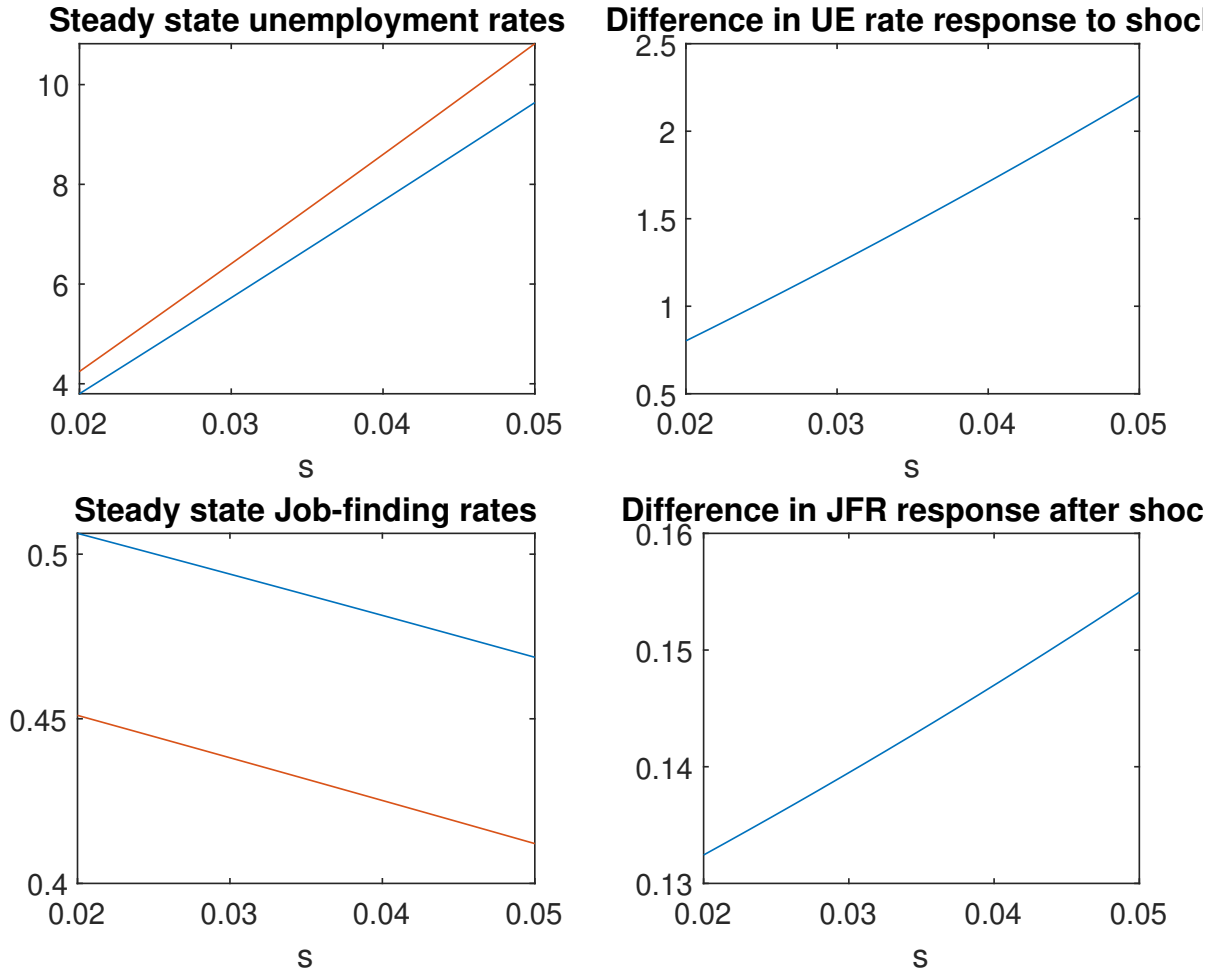 Steady state unemployment rates
10
8
6
4
0.02 0.03 0.04 0.05
s
Difference in UE rate response to
2.5
2
1.5
1
0.5
0.02 0.03 0.04 0.05
s
Steady state Job-finding rates
0.5
0.45
0.4
0.02 0.03 0.04 0.05
s
Difference in JFR response after shoc
0.16
0.15
0.14
0.13
0.02 0.03 0.04 0.05
s